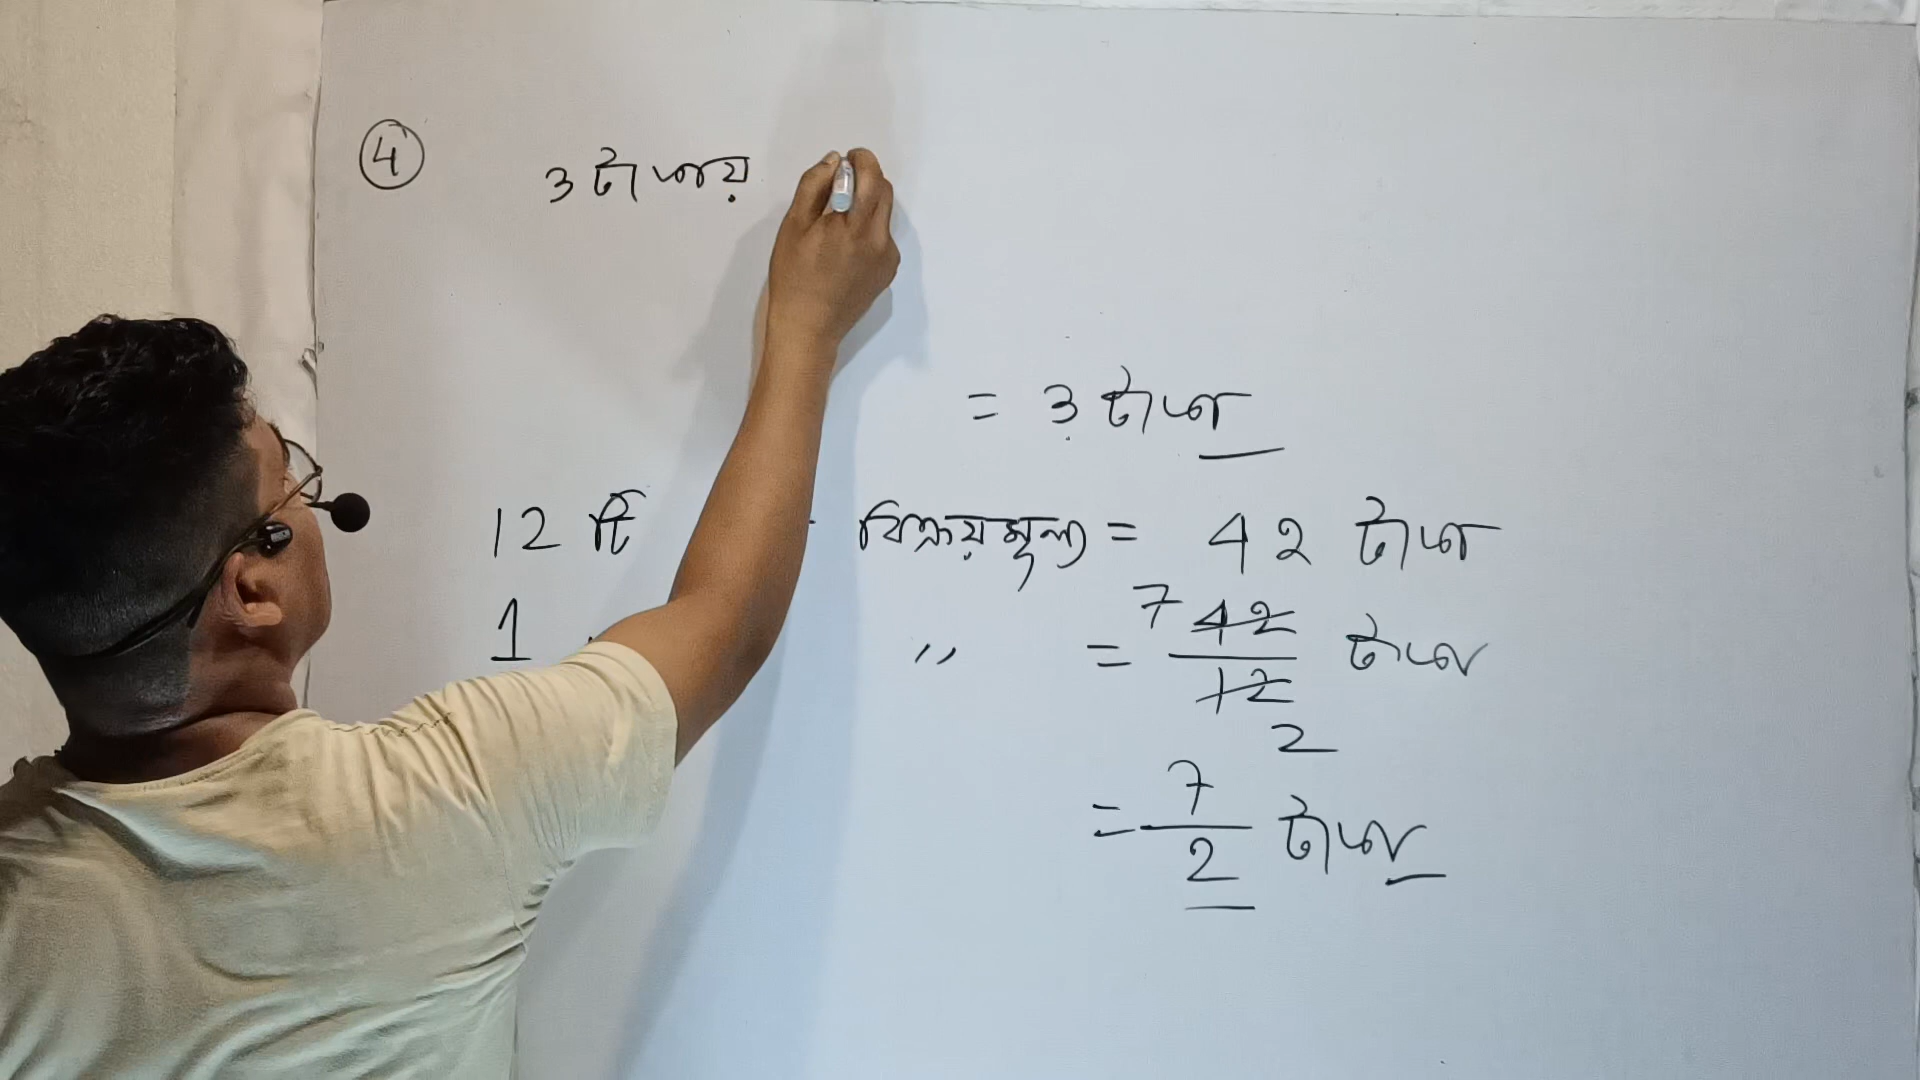 ④ 3 টাকায়
= 3 টাকা
12 টি বিক্রয়মূল্য = 42 টাকা
1 " = 7 42/12 2 টাকা
= 7/2 টাকা